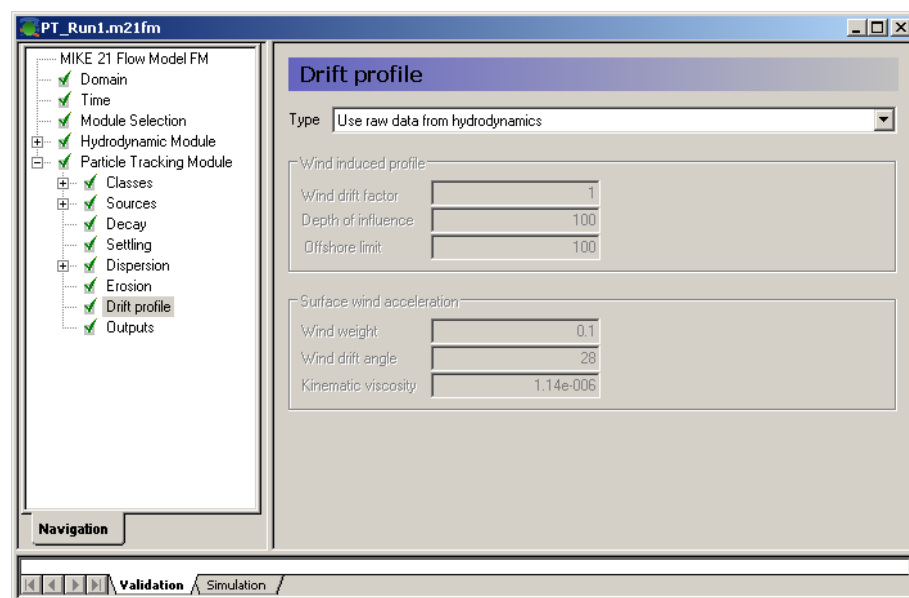 PT_Run1.m21fm
MIKE 21 Flow Model FM
Domain
Time
Module Selection
Hydrodynamic Module
Particle Tracking Module
Classes
Sources
Decay
Settling
Dispersion
Erosion
Drift profile
Outputs
Navigation
Drift profile
Type Use raw data from hydrodynamics
Wind induced profile
Wind drift factor 1
Depth of influence 100
Offshore limit 100
Surface wind acceleration
Wind weight 0.1
Wind drift angle 28
Kinematic viscosity 1.14e-006
Validation Simulation